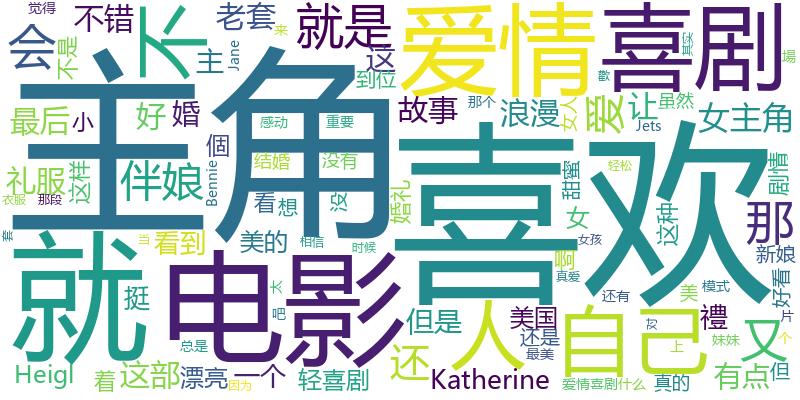 觉得
会
不
不错
老套
就是
这
来
爱情
喜剧
其实
主角
不是
主
Jane
到位
最后
小
好
婚
感动
重要
故事
那个
浪漫
女人
爱
让
虽然
歡
場
Jets
女主角
個
结婚
没有
礼服
这样
伴娘
Bennie
看
想
没
婚礼
甜蜜
女
这种
轻松
剧情
那
喜欢
衣服
那段
套
当
看到
美的
相信
时候
啊
女孩
真爱
新娘
就
挺
电影
太
吧
但是
美国
人
自己
还有
美
模式
好看
片
禮
又
还
还是
对
上
妹妹
个
Heigl
着
这部
总是
漂亮
一个
因为
轻喜剧
Katherine
最美
爱情喜剧
什么
真的
有点
但